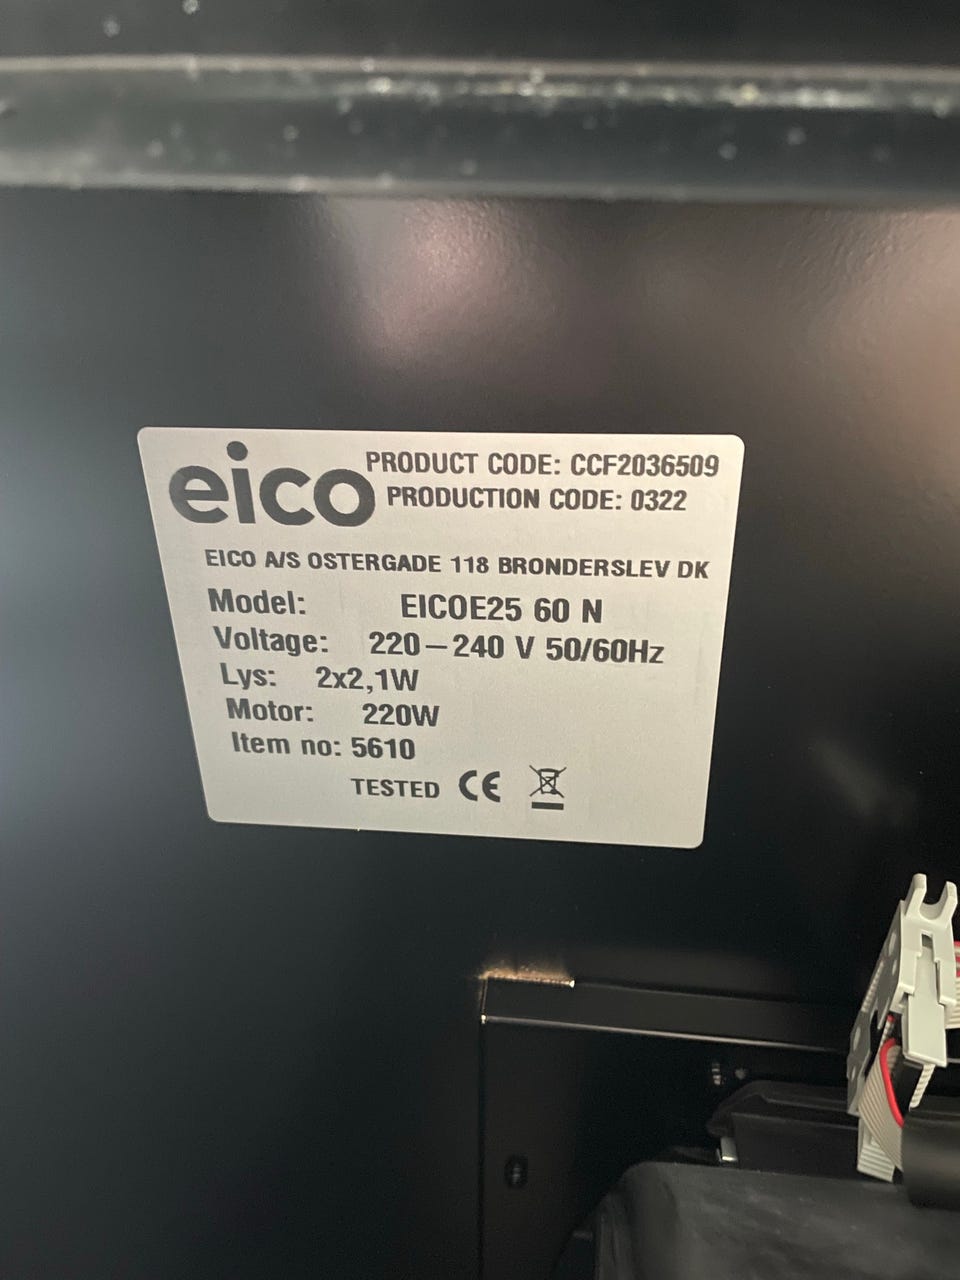 eico
PRODUCT CODE: CCF2036509
PRODUCTION CODE: 0322
EICO A/S OSTERGADE 118 BRONDERSLEV DK
Model: EICOE25 60 N
Voltage: 220–240 V 50/60Hz
Lys: 2x2,1W
Motor: 220W
Item no: 5610
TESTED CE